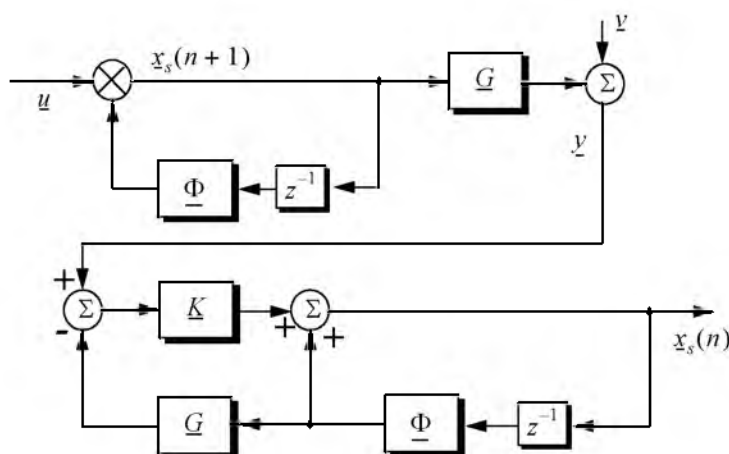 v
x_s(n + 1)
G
Σ
u
y
Φ
z⁻¹
+
Σ
K
Σ
-
+
+
x_s(n)
G
Φ
z⁻¹